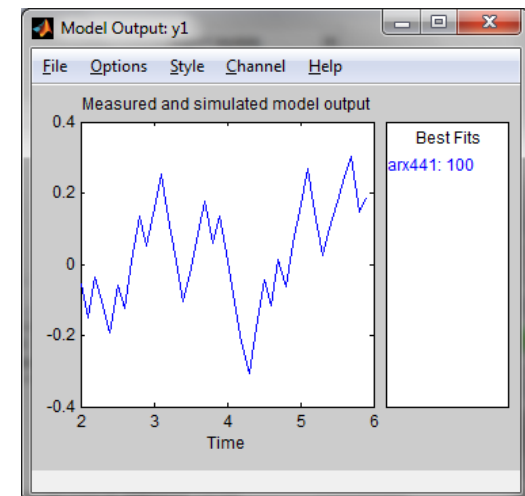 Model Output: y1
File Options Style Channel Help
Measured and simulated model output
0.4
0.2
0
-0.2
-0.4
2 3 4 5 6
Time
Best Fits
arx441: 100